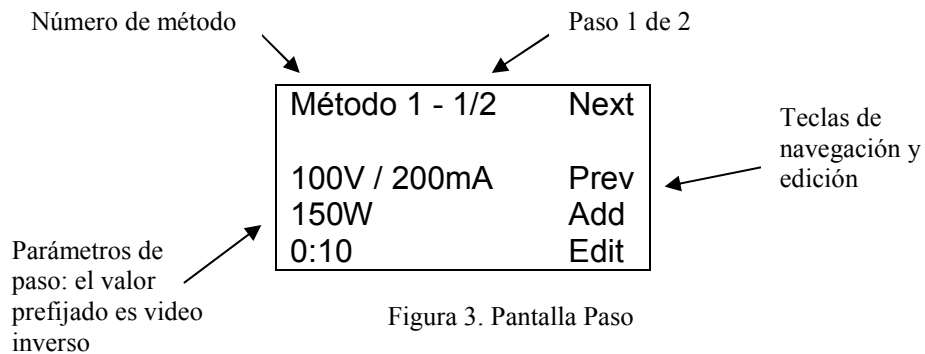 Número de método
Paso 1 de 2
Método 1 - 1/2 Next
100V / 200mA Prev
150W Add
0:10 Edit
Teclas de
navegación y
edición
Parámetros de
paso: el valor
prefijado es video
inverso
Figura 3. Pantalla Paso